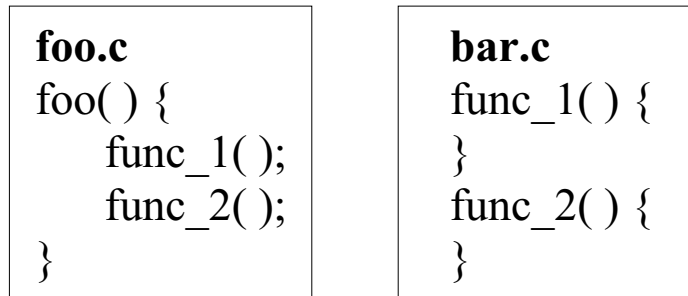 foo.c
foo( ) {
func_1( );
func_2( );
}
bar.c
func_1( ) {
}
func_2( ) {
}